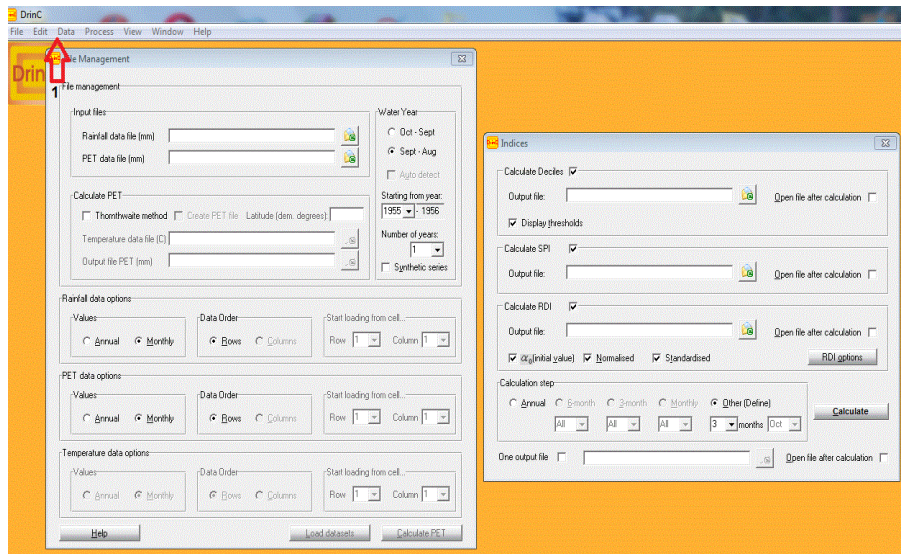 DrinC
File Edit Data Process View Window Help
Drin
1
File Management
File management
Input files
Rainfall data file (mm)
PET data file (mm)
Water Year
Oct - Sept
Sept - Aug
Auto detect
Calculate PET
Thornthwaite method Create PET file Latitude (dem. degrees):
Temperature data file (C)
Output file PET (mm)
Starting from year:
1955 - 1956
Number of years:
1
Synthetic series
Rainfall data options
Values Data Order Start loading from cell...
Annual Monthly Rows Columns Row 1 Column 1
PET data options
Values Data Order Start loading from cell...
Annual Monthly Rows Columns Row 1 Column 1
Temperature data options
Values Data Order Start loading from cell...
Annual Monthly Rows Columns Row 1 Column 1
Help Load datasets Calculate PET
Indices
Calculate Deciles
Output file: Open file after calculation
Display thresholds
Calculate SPI
Output file: Open file after calculation
Calculate RDI
Output file: Open file after calculation
α₀(initial value) Normalised Standardised RDI options
Calculation step
Annual 6-month 3-month Monthly Other (Define)
All All All 3 months Oct
Calculate
One output file Open file after calculation